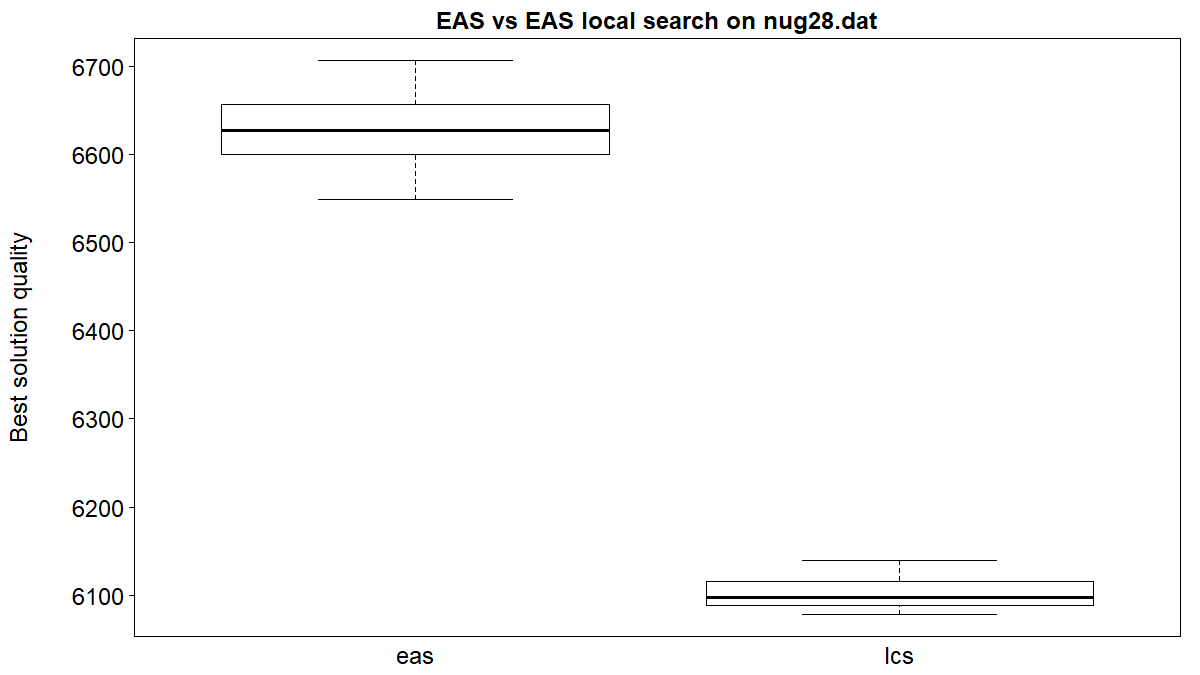 EAS vs EAS local search on nug28.dat
Best solution quality
6700
6600
6500
6400
6300
6200
6100
eas
lcs